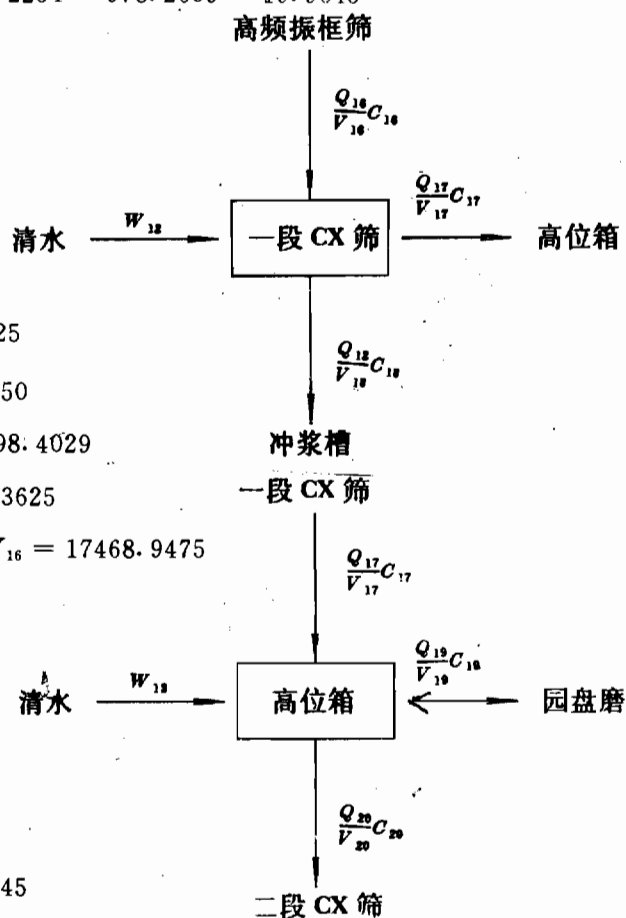 高频振框筛
Q₁₆/V₁₆ C₁₆
清水 W₁₂ 一段 CX 筛 Q₁₇/V₁₇ C₁₇ 高位箱
25
Q₁₈/V₁₈ C₁₈
50
98.4029 冲浆槽
3625 一段 CX 筛
₁₆ = 17468.9475
Q₁₇/V₁₇ C₁₇
清水 W₁₃ 高位箱 Q₁₉/V₁₉ C₁₉ 园盘磨
Q₂₀/V₂₀ C₂₀
45
二段 CX 筛